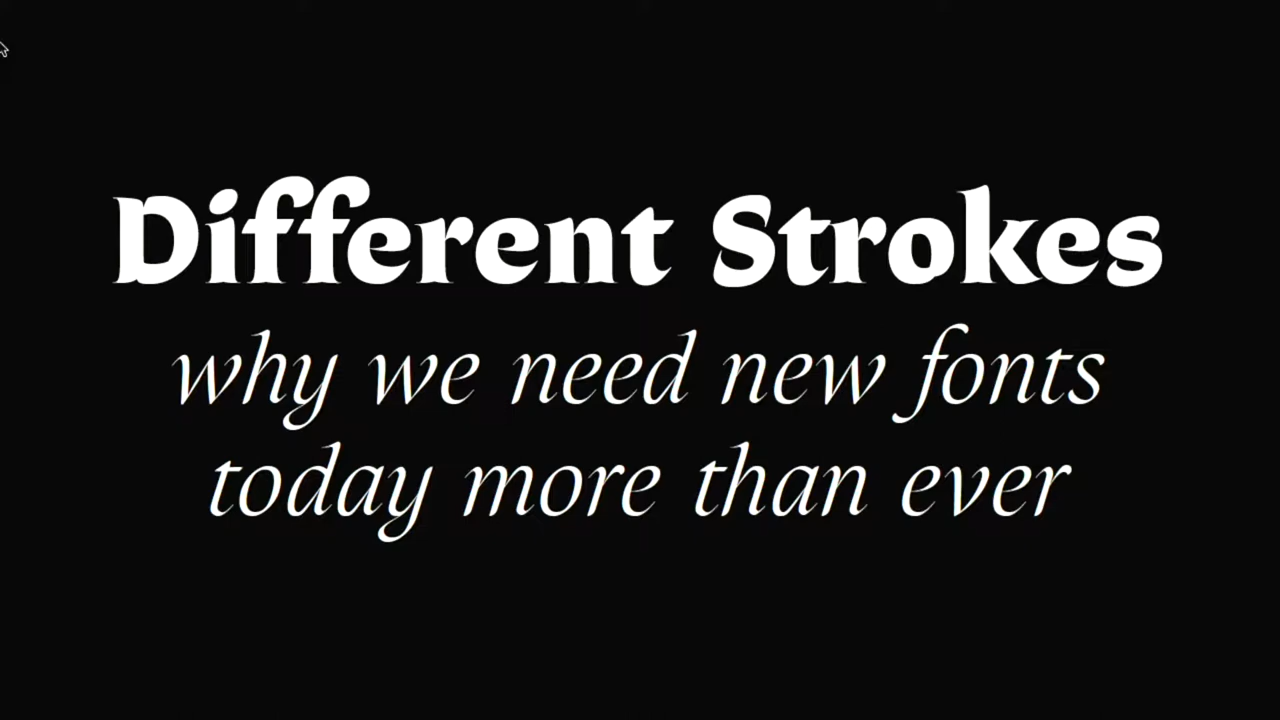 Different Strokes
why we need new fonts
today more than ever